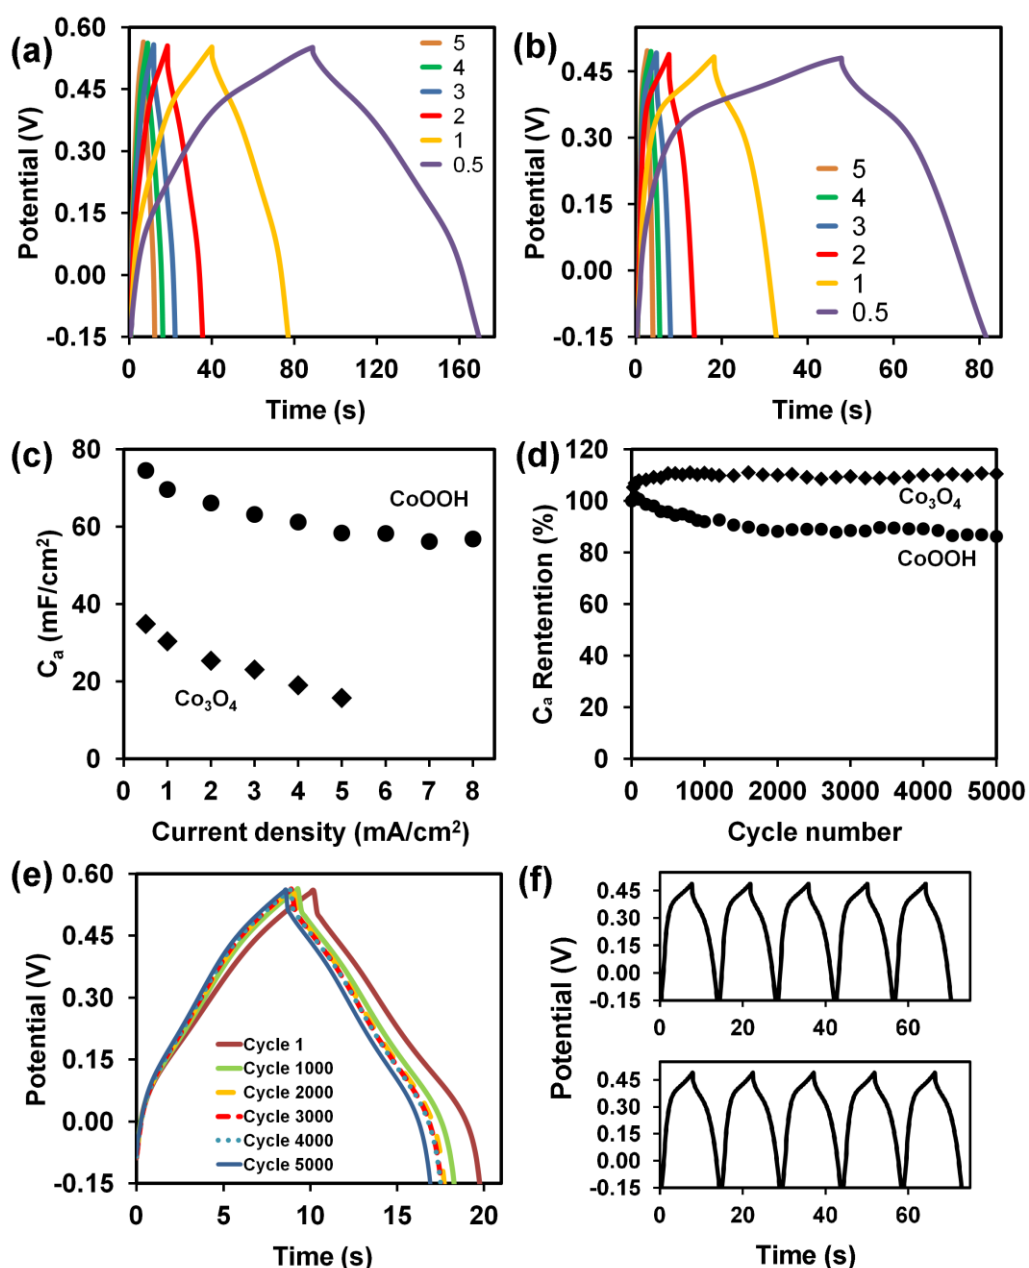 (a)
Potential (V)
0.60
0.45
0.30
0.15
0.00
-0.15
5
4
3
2
1
0.5
0 40 80 120 160
Time (s)
(b)
Potential (V)
0.45
0.30
0.15
0.00
-0.15
5
4
3
2
1
0.5
0 20 40 60 80
Time (s)
(c)
Cₐ (mF/cm²)
80
60
40
20
0
CoOOH
Co₃O₄
0 1 2 3 4 5 6 7 8
Current density (mA/cm²)
(d)
Cₐ Rentention (%)
120
100
80
60
40
20
0
Co₃O₄
CoOOH
0 1000 2000 3000 4000 5000
Cycle number
(e)
Potential (V)
0.60
0.45
0.30
0.15
0.00
-0.15
Cycle 1
Cycle 1000
Cycle 2000
Cycle 3000
Cycle 4000
Cycle 5000
0 5 10 15 20
Time (s)
(f)
Potential (V)
0.45
0.30
0.15
0.00
-0.15
0 20 40 60
0.45
0.30
0.15
0.00
-0.15
0 20 40 60
Time (s)